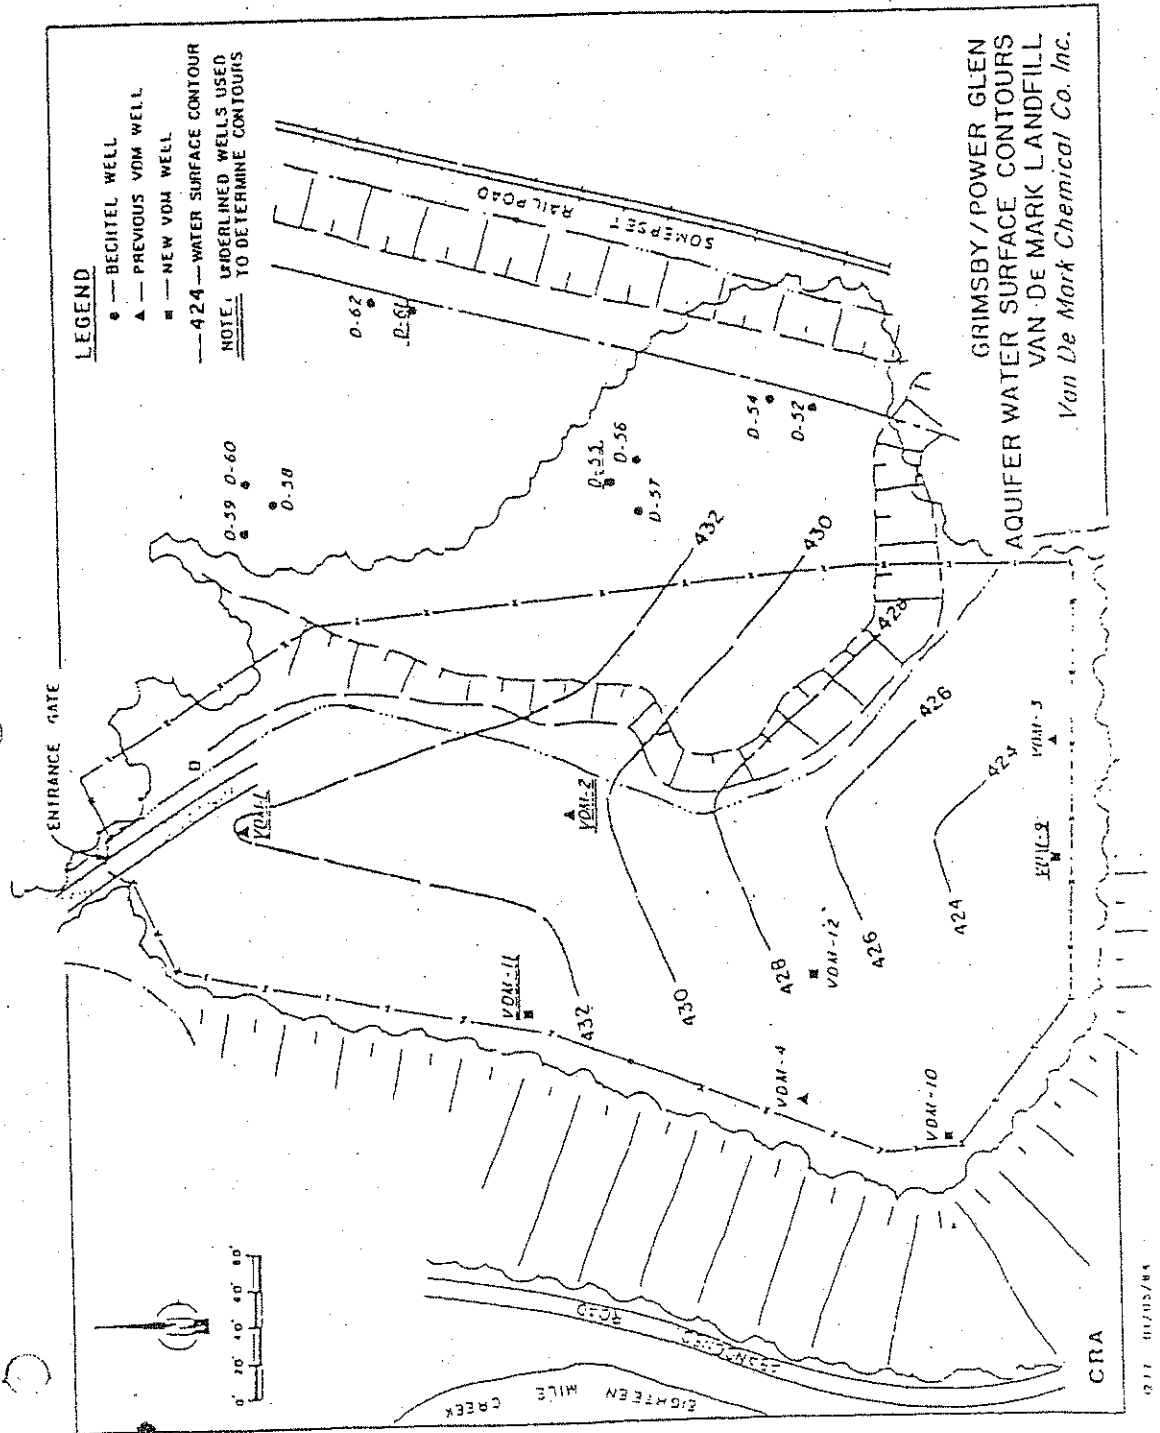 LEGEND
● — BECHTEL WELL
▲ — PREVIOUS VDM WELL
■ — NEW VDM WELL
—424— WATER SURFACE CONTOUR
NOTE: UNDERLINED WELLS USED
TO DETERMINE CONTOURS
ENTRANCE GATE
D-59
D-60
D-58
D-62
D-61
SOMERSET
RAILROAD
D-56
D-57
D-54
D-52
432
430
428
426
424
VDM-1
VDM-2
VDM-3
VDM-9
VDM-11
VDM-12
VDM-4
VDM-10
432
430
428
426
424
0' 20' 40' 60' 80'
ROAD
EIGHTEEN MILE
CREEK
GRIMSBY/POWER GLEN
AQUIFER WATER SURFACE CONTOURS
VAN DE MARK LANDFILL
Van De Mark Chemical Co. Inc.
CRA